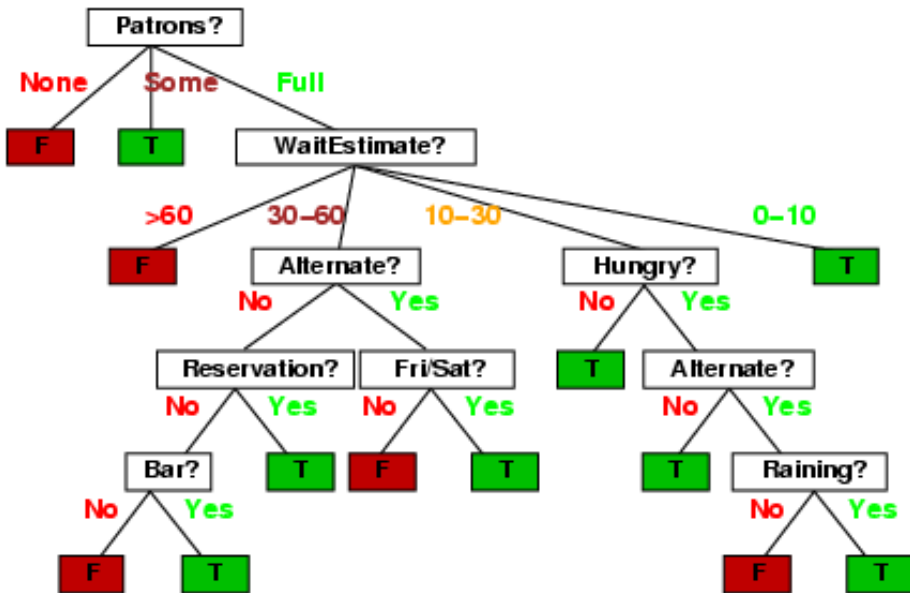 Patrons?
None Some Full
F T WaitEstimate?
>60 30–60 10–30 0–10
F Alternate? Hungry? T
No Yes No Yes
Reservation? Fri/Sat? T Alternate?
No Yes No Yes No Yes
Bar? T F T T Raining?
No Yes No Yes
F T F T